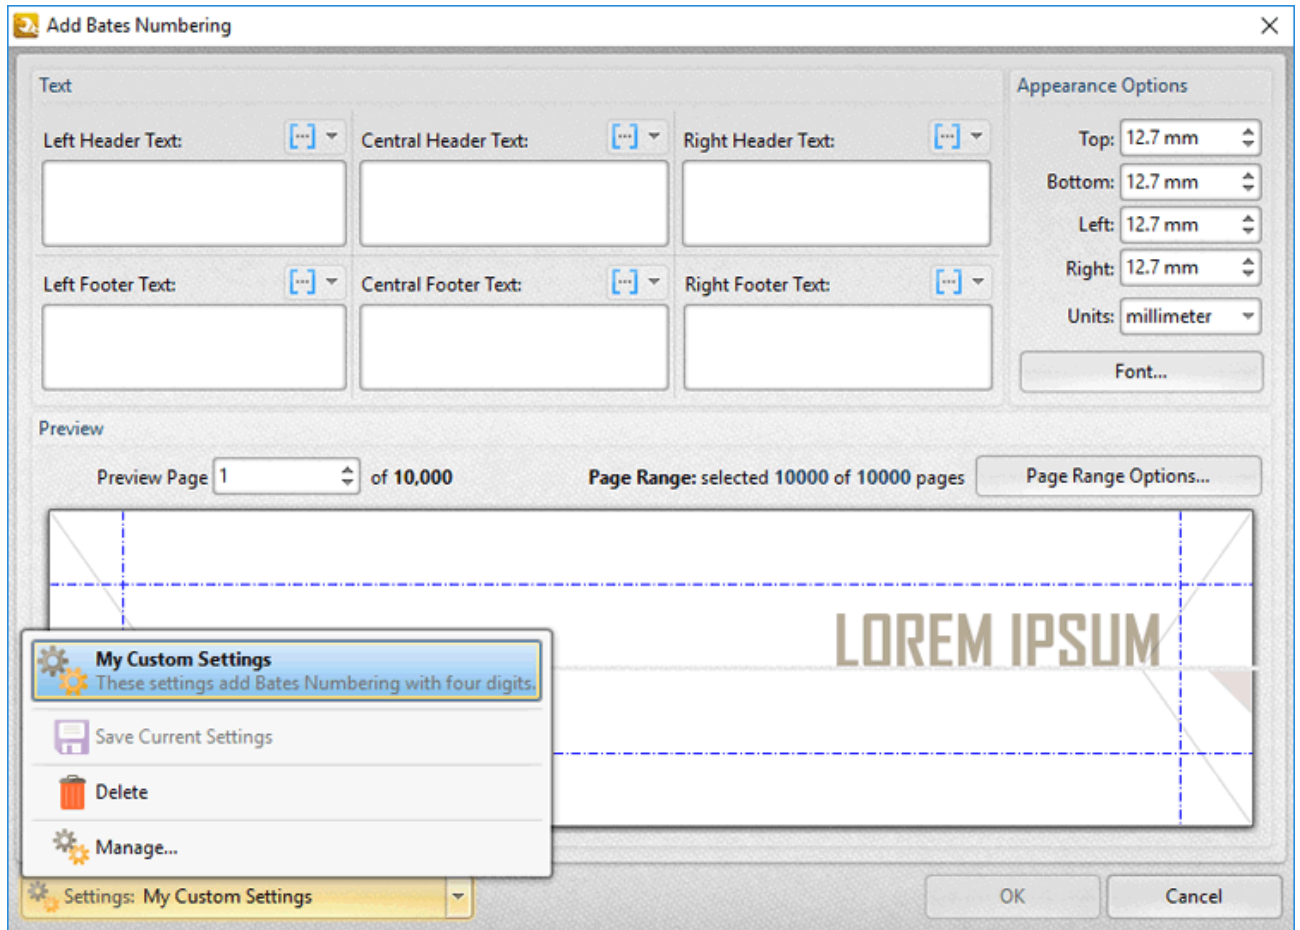 Add Bates Numbering
Text
Appearance Options
Left Header Text:
Central Header Text:
Right Header Text:
Top: 12.7 mm
Bottom: 12.7 mm
Left: 12.7 mm
Left Footer Text:
Central Footer Text:
Right Footer Text:
Right: 12.7 mm
Units: millimeter
Font...
Preview
Preview Page 1 of 10,000
Page Range: selected 10000 of 10000 pages
Page Range Options...
LOREM IPSUM
My Custom Settings
These settings add Bates Numbering with four digits.
Save Current Settings
Delete
Manage...
Settings: My Custom Settings
OK
Cancel